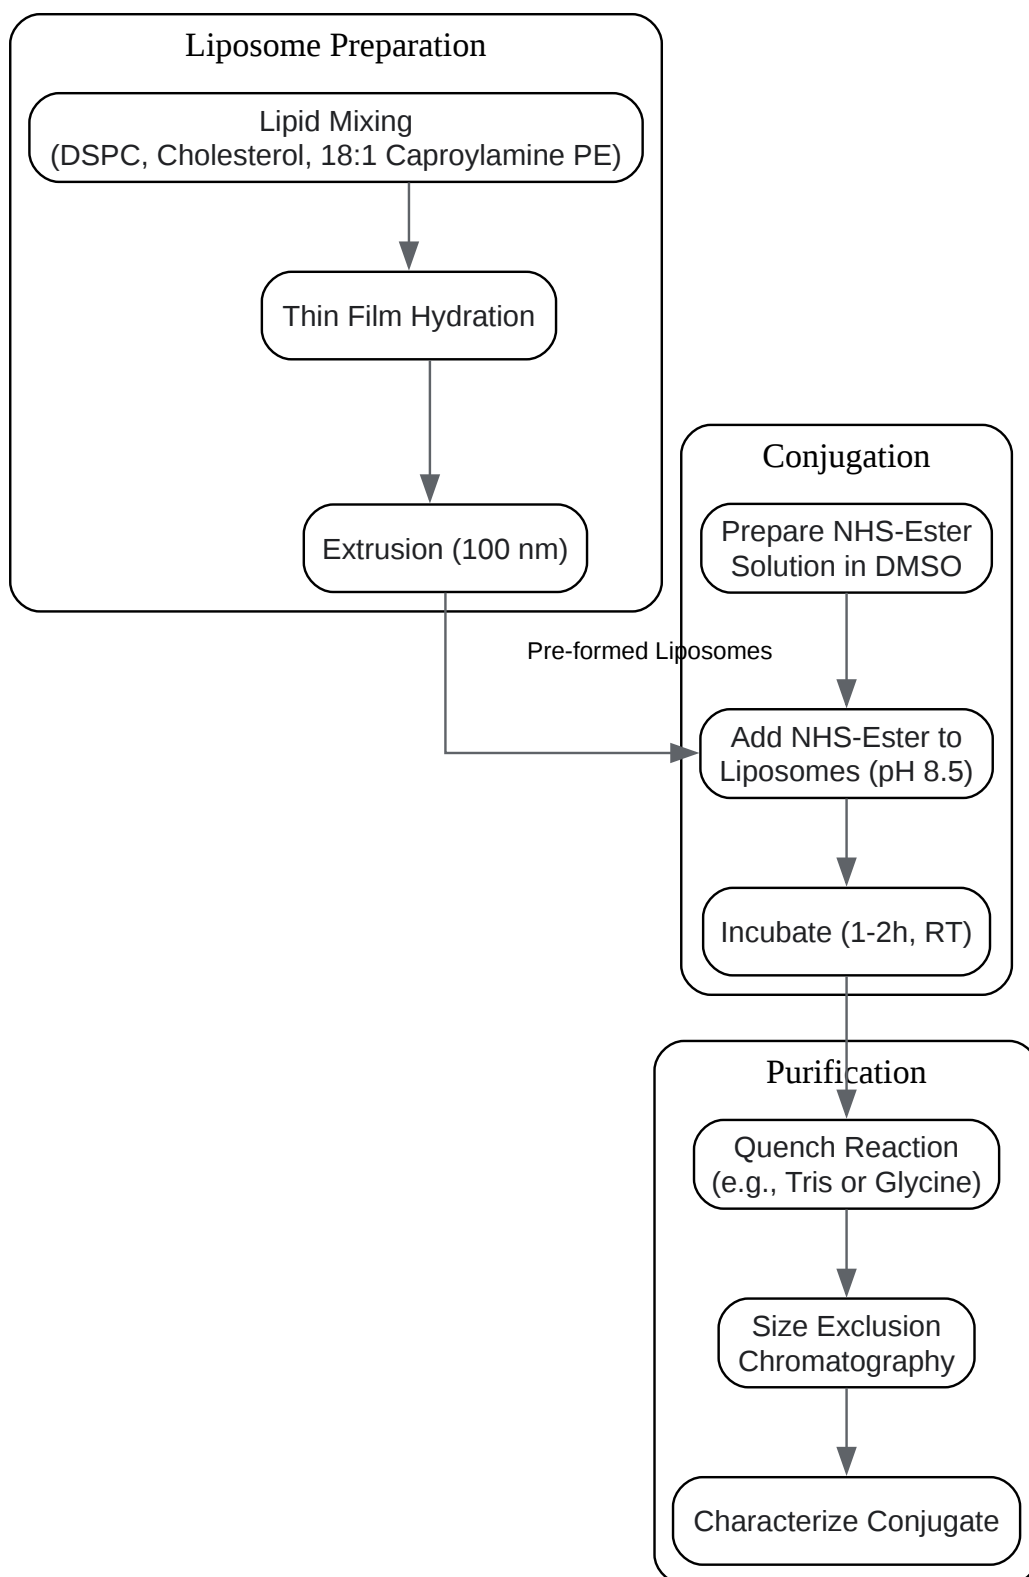 Liposome Preparation
Lipid Mixing
(DSPC, Cholesterol, 18:1 Caproylamine PE)
Thin Film Hydration
Extrusion (100 nm)
Pre-formed Liposomes
Conjugation
Prepare NHS-Ester
Solution in DMSO
Add NHS-Ester to
Liposomes (pH 8.5)
Incubate (1-2h, RT)
Purification
Quench Reaction
(e.g., Tris or Glycine)
Size Exclusion
Chromatography
Characterize Conjugate